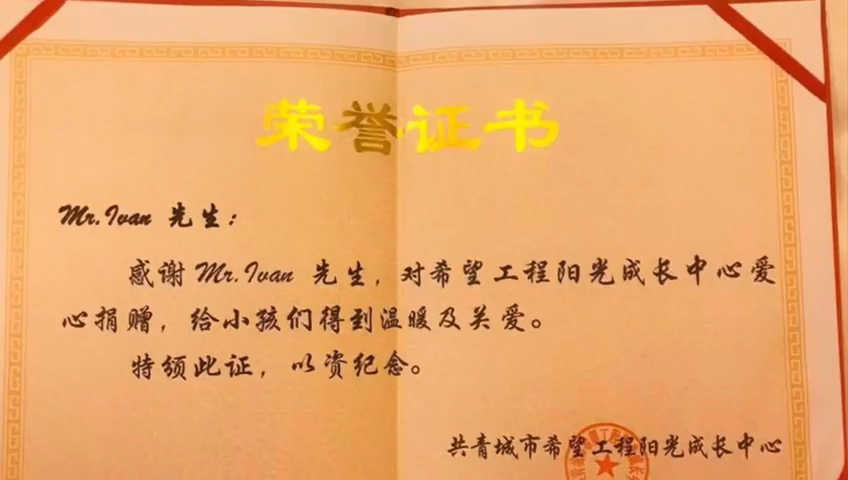 荣誉证书
Mr.Ivan 先生：
感谢 Mr.Ivan 先生，对希望工程阳光成长中心爱
心捐赠，给小孩们得到温暖及关爱。
特颁此证，以资纪念。
共青城市希望工程阳光成长中心